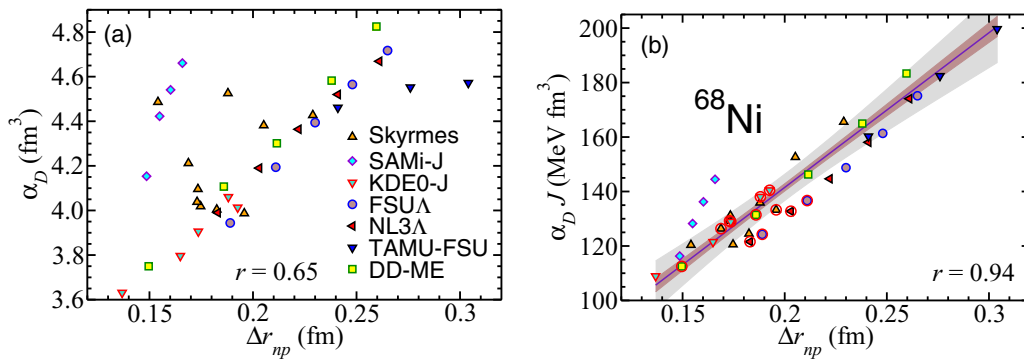 (a)
4.8
4.6
4.4
4.2
4.0
3.8
3.6
α_D (fm³)
Skyrmes
SAMi-J
KDE0-J
FSUΛ
NL3Λ
TAMU-FSU
DD-ME
r = 0.65
0.15 0.2 0.25 0.3
Δr_np (fm)
(b)
200
180
160
140
120
100
α_D J (MeV fm³)
⁶⁸Ni
r = 0.94
0.15 0.2 0.25 0.3
Δr_np (fm)